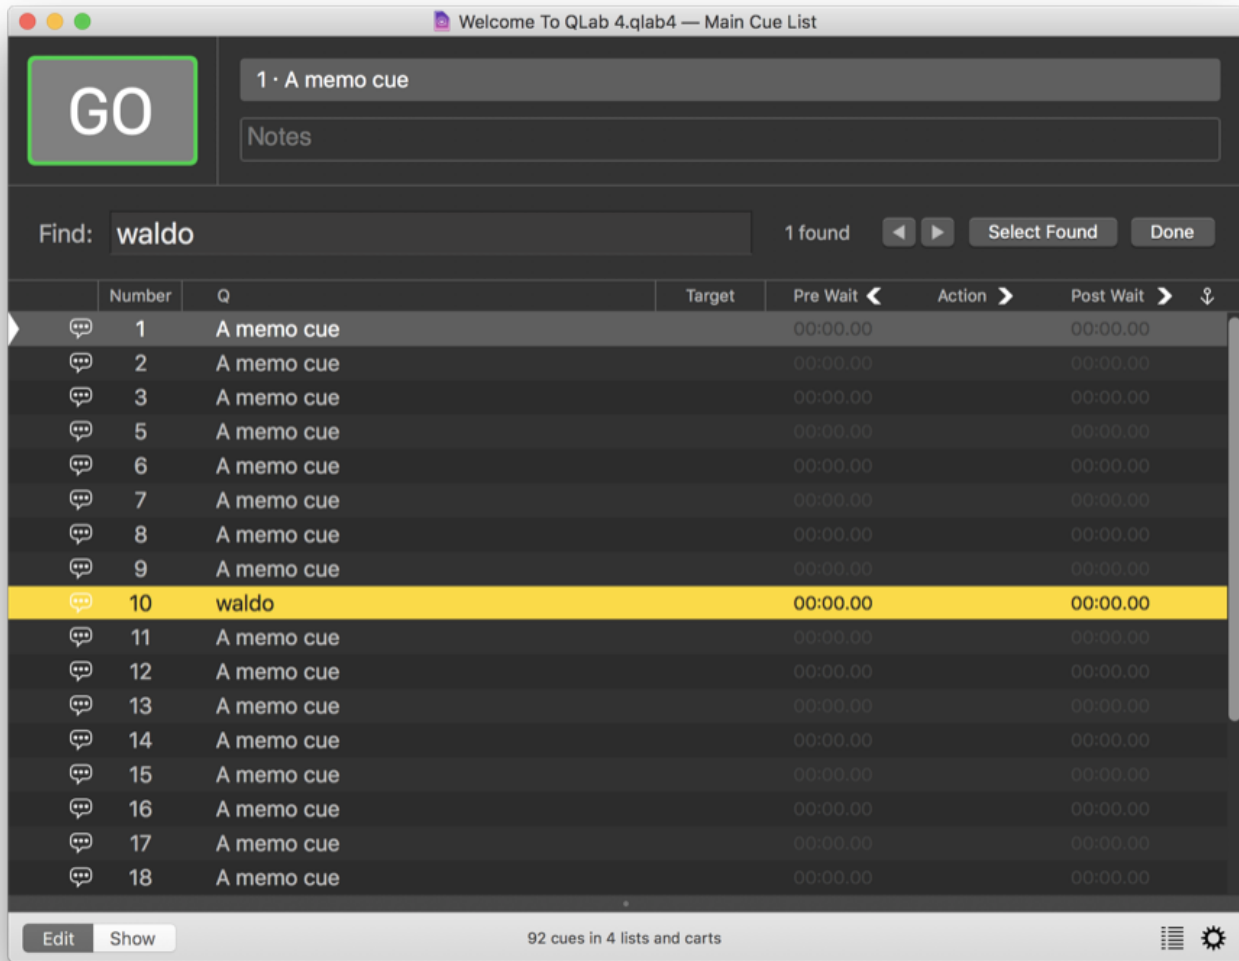 Welcome To QLab 4.qlab4 — Main Cue List
GO
1 · A memo cue
Notes
Find: waldo 1 found Select Found Done
Number Q Target Pre Wait Action Post Wait
1 A memo cue 00:00.00 00:00.00
2 A memo cue 00:00.00 00:00.00
3 A memo cue 00:00.00 00:00.00
5 A memo cue 00:00.00 00:00.00
6 A memo cue 00:00.00 00:00.00
7 A memo cue 00:00.00 00:00.00
8 A memo cue 00:00.00 00:00.00
9 A memo cue 00:00.00 00:00.00
10 waldo 00:00.00 00:00.00
11 A memo cue 00:00.00 00:00.00
12 A memo cue 00:00.00 00:00.00
13 A memo cue 00:00.00 00:00.00
14 A memo cue 00:00.00 00:00.00
15 A memo cue 00:00.00 00:00.00
16 A memo cue 00:00.00 00:00.00
17 A memo cue 00:00.00 00:00.00
18 A memo cue 00:00.00 00:00.00
Edit Show 92 cues in 4 lists and carts